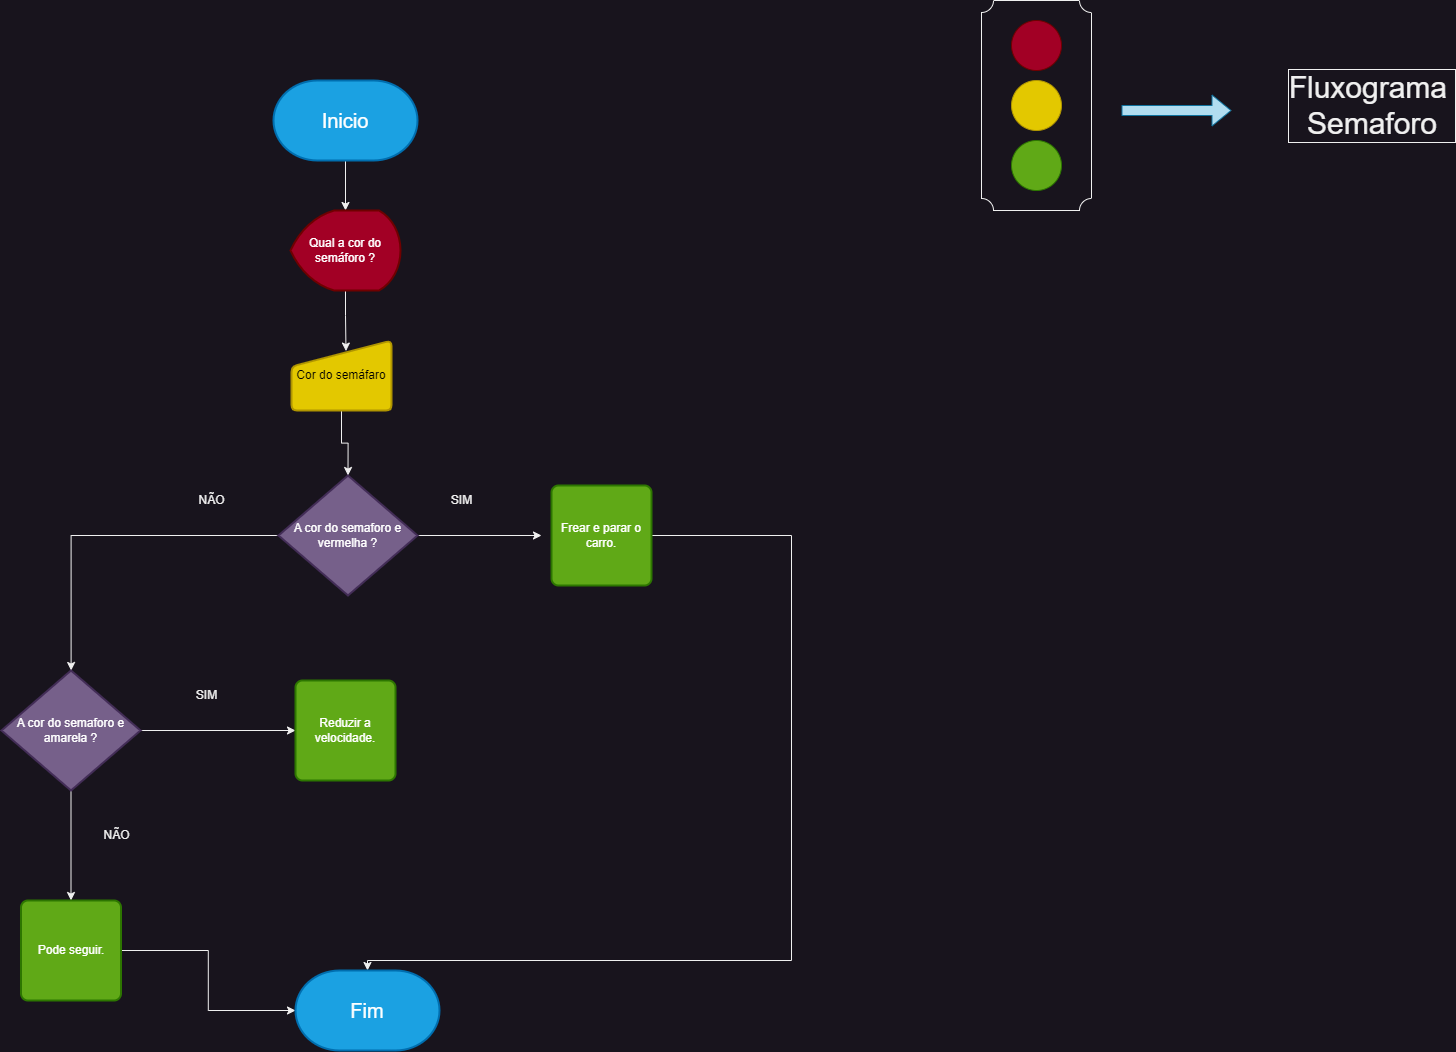 Fluxograma
Semaforo
Inicio
Qual a cor do
semáforo ?
Cor do semáfaro
NÃO
SIM
A cor do semaforo e
vermelha ?
Frear e parar o
carro.
SIM
A cor do semaforo e
amarela ?
Reduzir a
velocidade.
NÃO
Pode seguir.
Fim